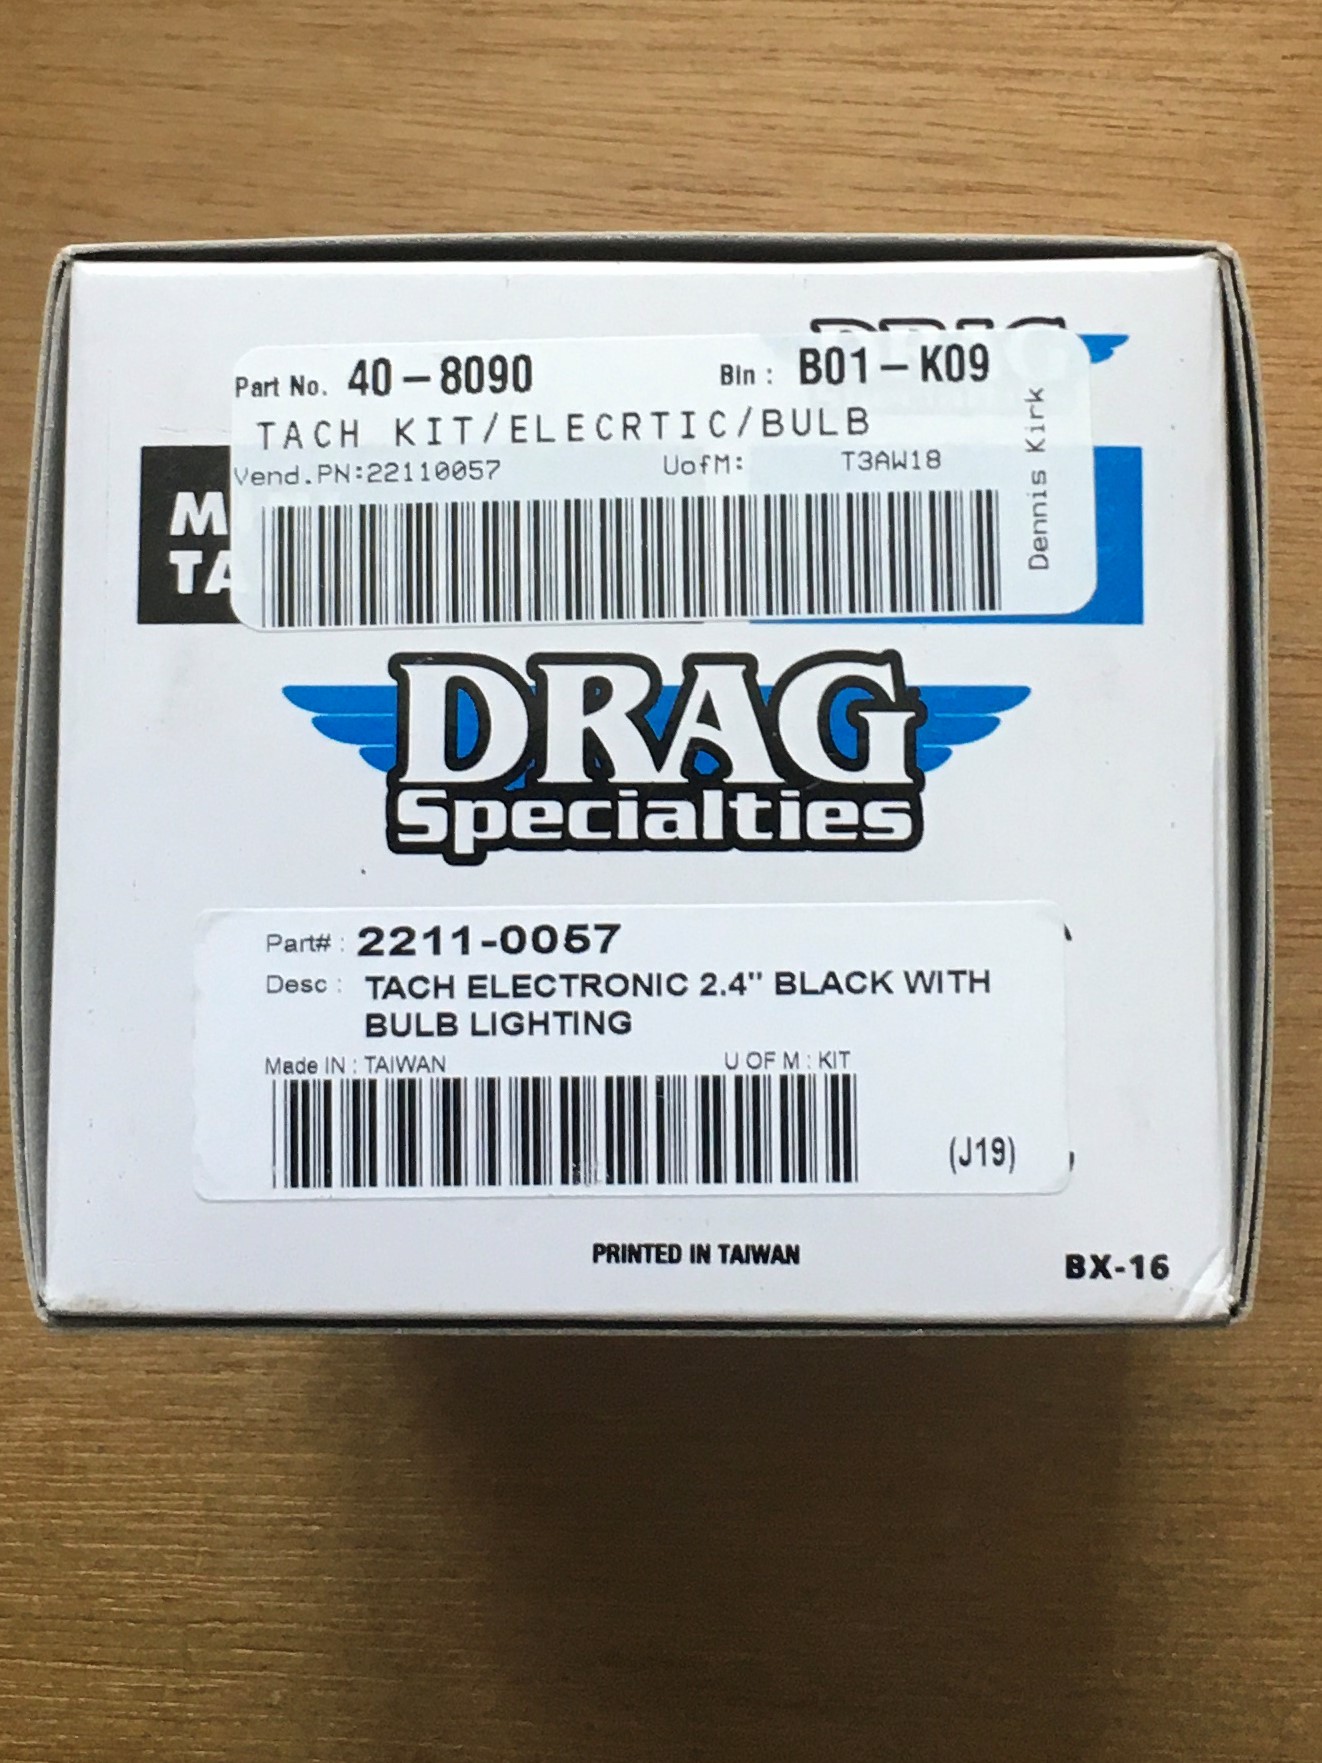 Part No. 40-8090 Bin: B01-K09
TACH KIT/ELECRTIC/BULB
Vend.PN:22110057 UofM: T3AW18
Dennis Kirk
M
TA
DRAG
Specialties
Part#: 2211-0057
Desc: TACH ELECTRONIC 2.4" BLACK WITH
BULB LIGHTING
Made IN: TAIWAN U OF M: KIT
(J19)
PRINTED IN TAIWAN
BX-16